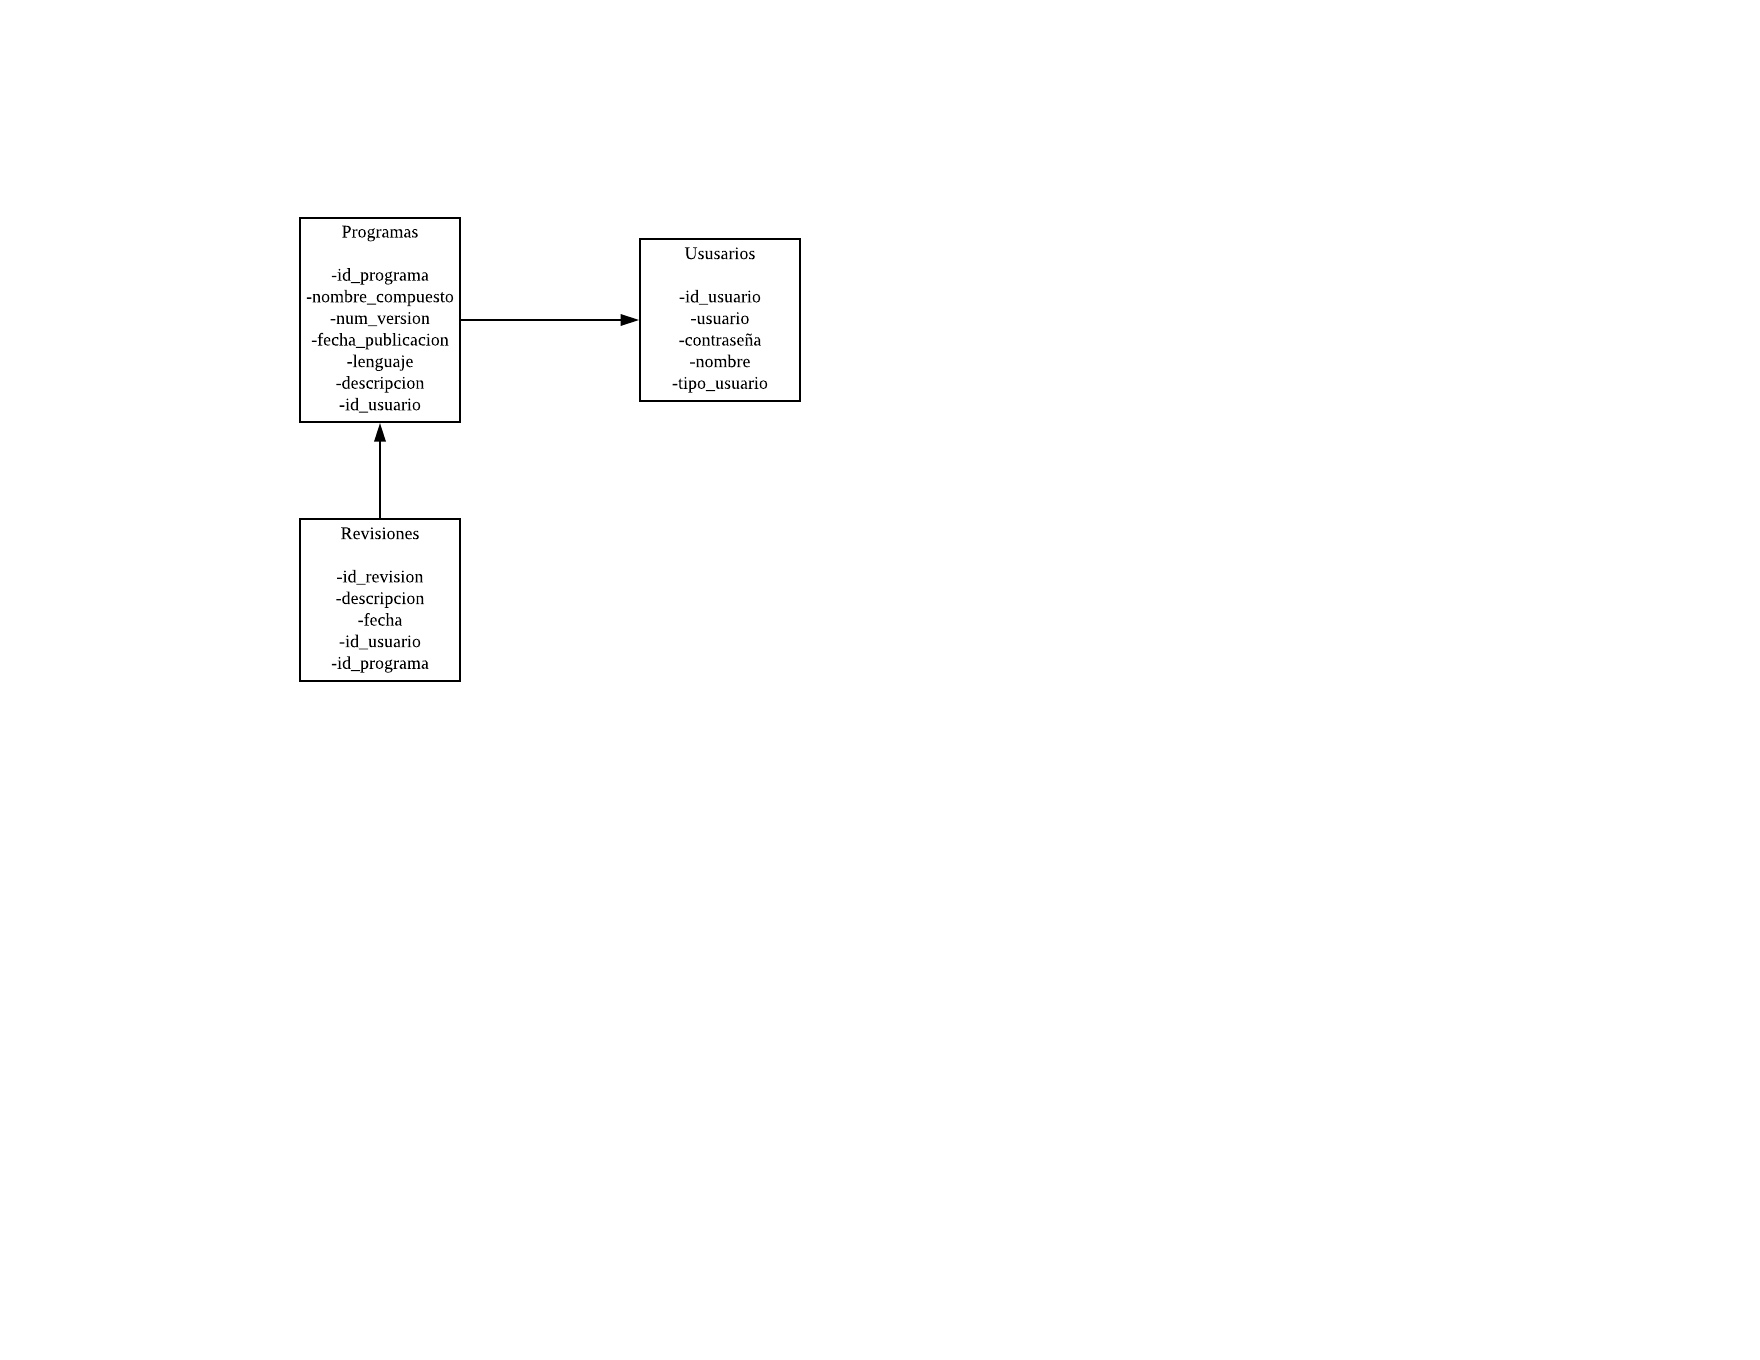 Programas
-id_programa
-nombre_compuesto
-num_version
-fecha_publicacion
-lenguaje
-descripcion
-id_usuario
Ususarios
-id_usuario
-usuario
-contraseña
-nombre
-tipo_usuario
Revisiones
-id_revision
-descripcion
-fecha
-id_usuario
-id_programa